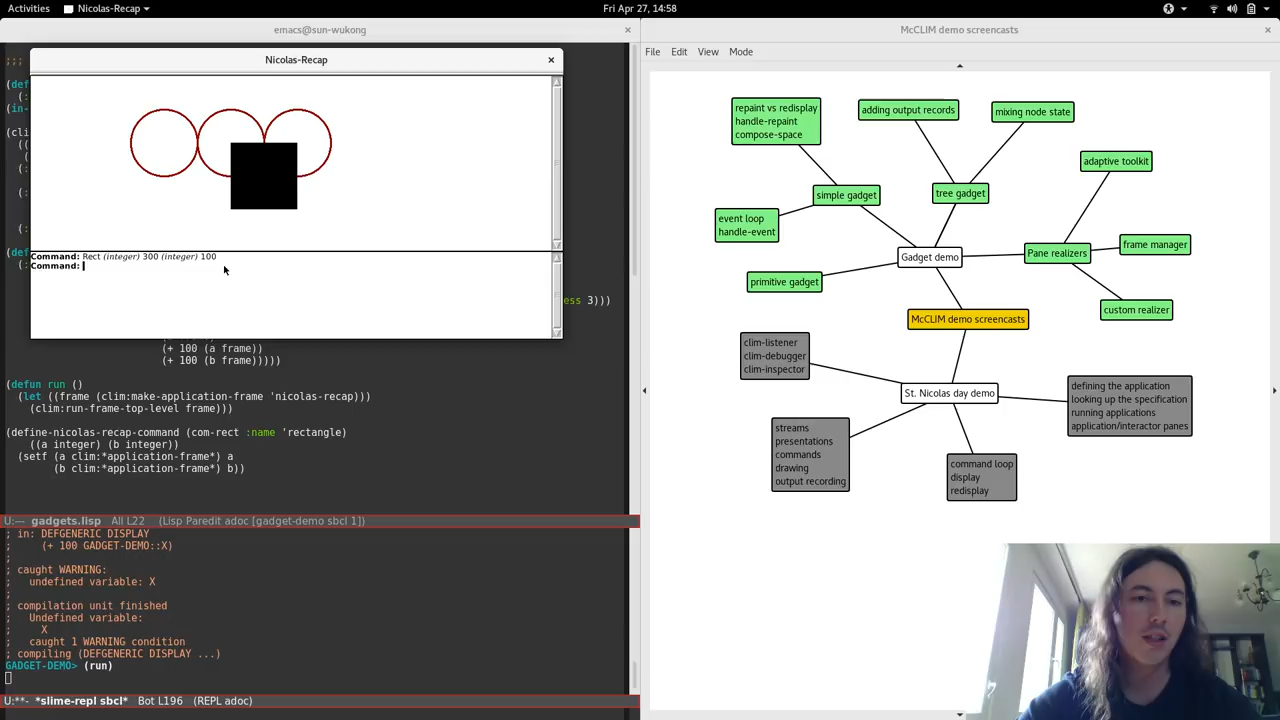 Activities Nicolas-Recap Fri Apr 27, 14:58
emacs@sun-wukong
Nicolas-Recap
Command: Rect (integer) 300 (integer) 100
Command:
;;;
(def
(:
(in-
(cli
((
(
(:
(:
(def
(:
ess 3)))
(+ 100 (a frame))
(+ 100 (b frame)))))
(defun run ()
(let ((frame (clim:make-application-frame 'nicolas-recap)))
(clim:run-frame-top-level frame)))
(define-nicolas-recap-command (com-rect :name 'rectangle)
((a integer) (b integer))
(setf (a clim:*application-frame*) a
(b clim:*application-frame*) b))
U:--- gadgets.lisp All L22 (Lisp Paredit adoc [gadget-demo sbcl 1])
; in: DEFGENERIC DISPLAY
; (+ 100 GADGET-DEMO::X)
;
; caught WARNING:
; undefined variable: X
;
; compilation unit finished
; Undefined variable:
; X
; caught 1 WARNING condition
; compiling (DEFGENERIC DISPLAY ...)
GADGET-DEMO> (run)
U:**- *slime-repl sbcl* Bot L196 (REPL adoc)
McCLIM demo screencasts
File Edit View Mode
repaint vs redisplay
handle-repaint
compose-space
adding output records
mixing node state
adaptive toolkit
simple gadget
tree gadget
event loop
handle-event
Gadget demo
Pane realizers
frame manager
primitive gadget
custom realizer
McCLIM demo screencasts
clim-listener
clim-debugger
clim-inspector
St. Nicolas day demo
defining the application
looking up the specification
running applications
application/interactor panes
streams
presentations
commands
drawing
output recording
command loop
display
redisplay